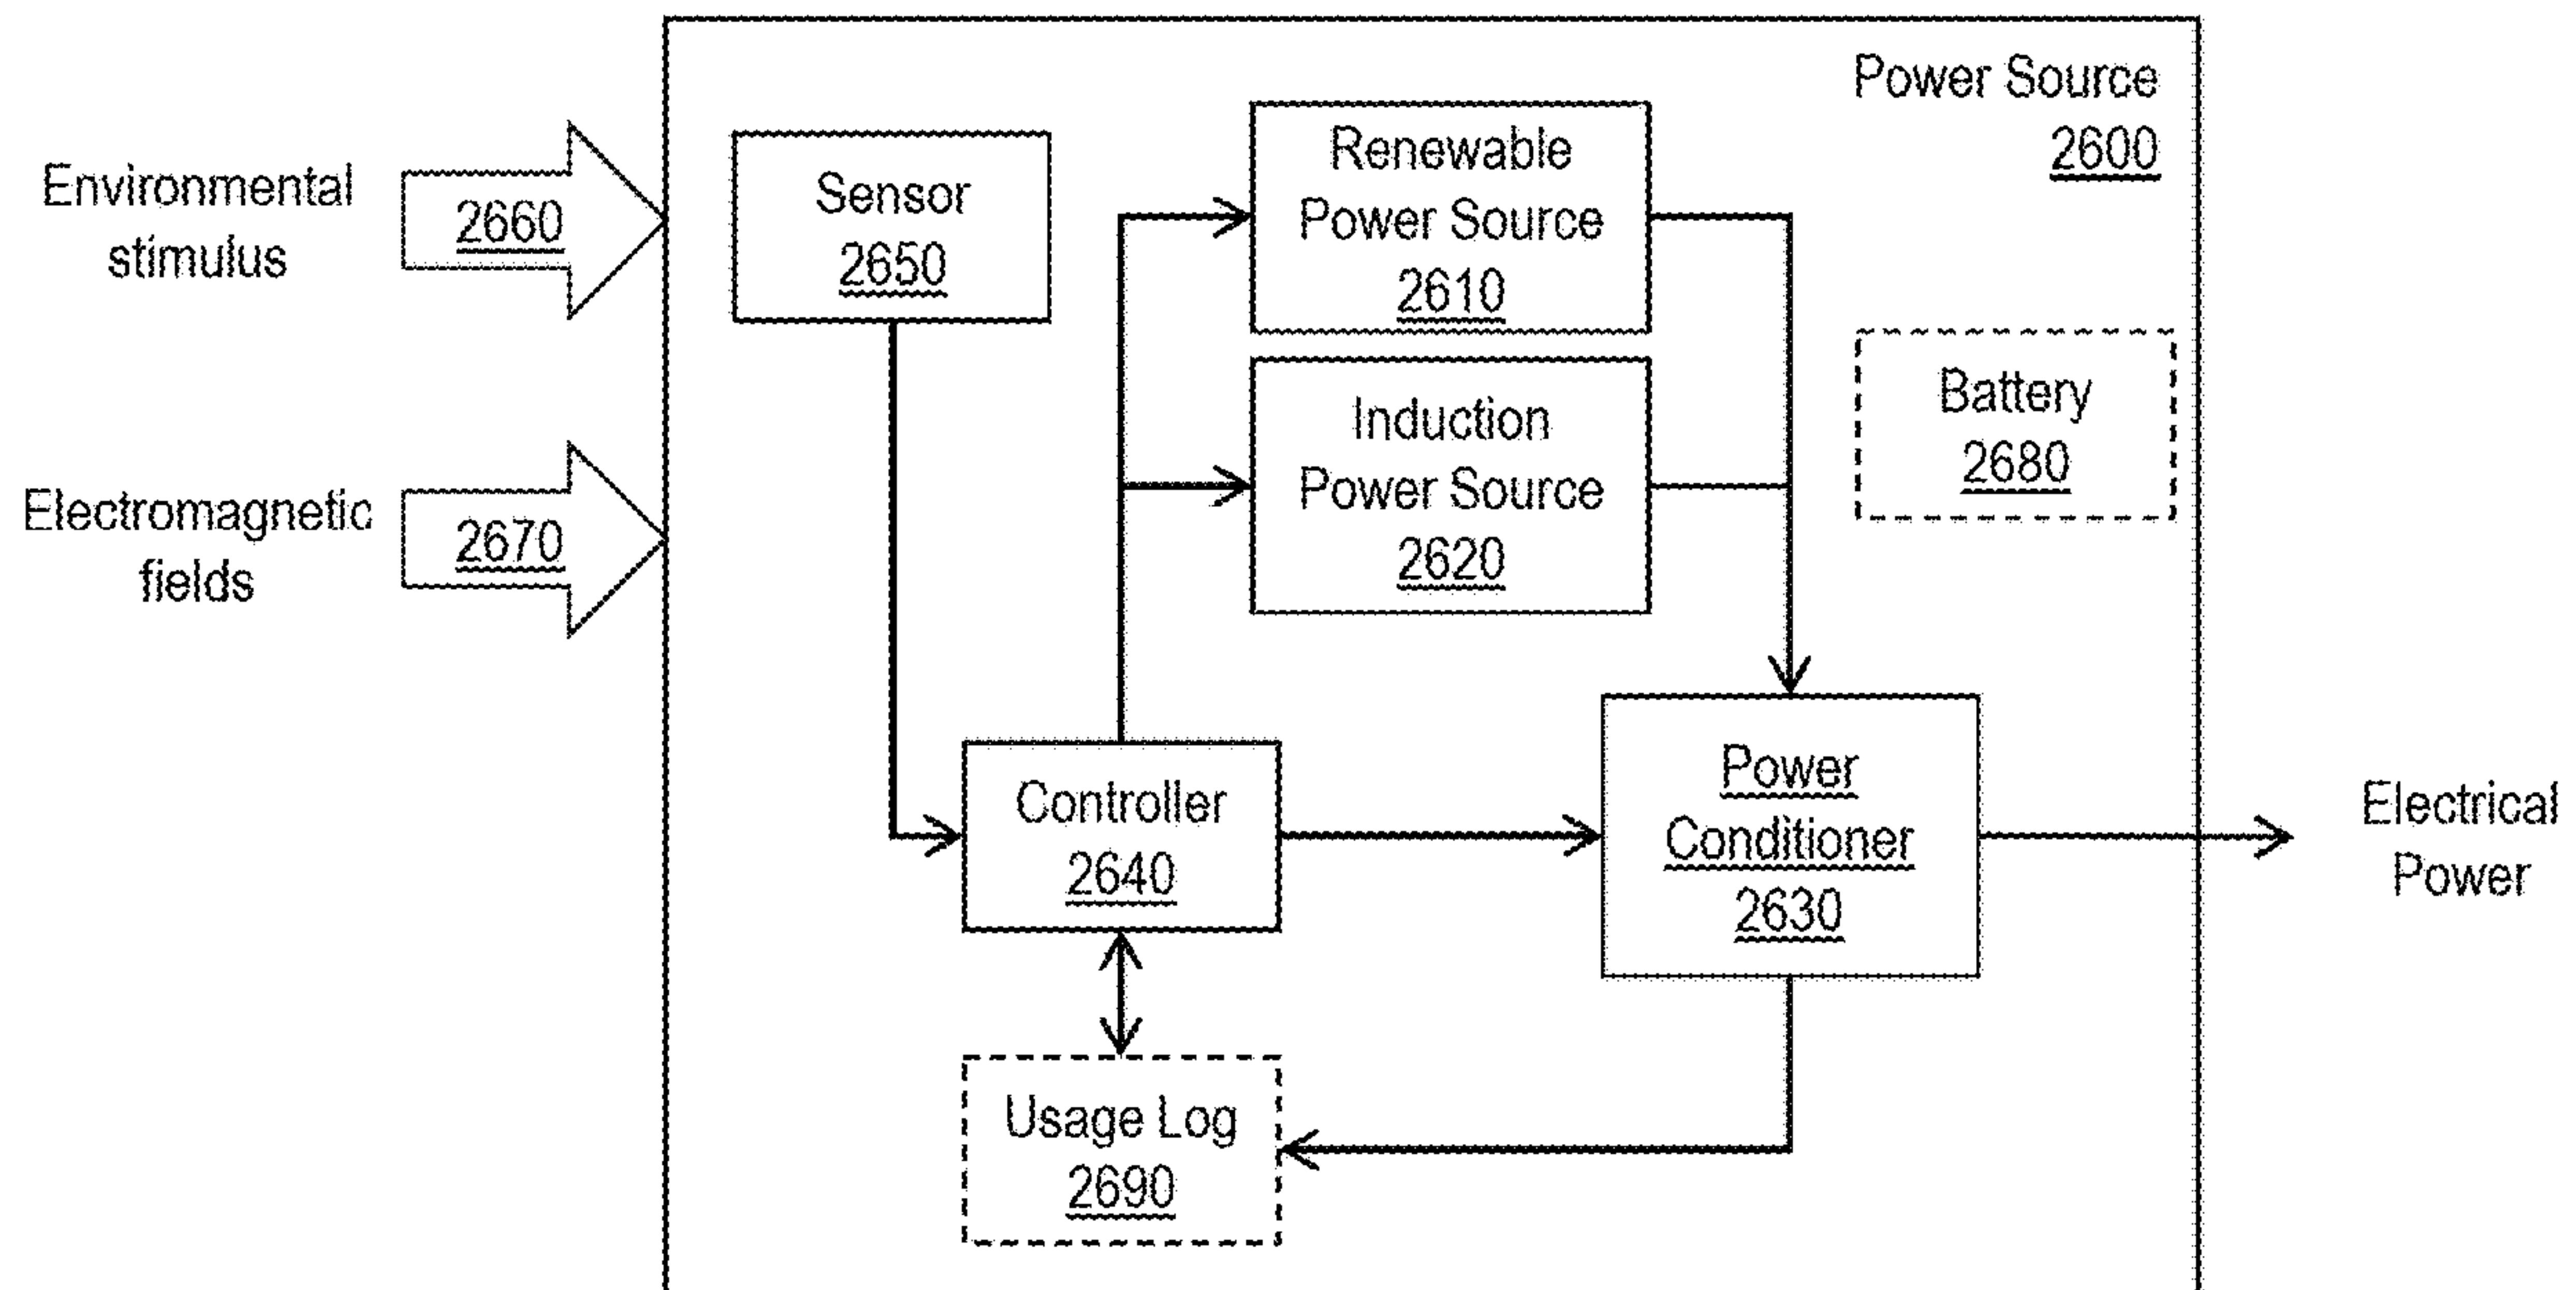 Power Source
2600
Environmental
stimulus
2660
Electromagnetic
fields
2670
Sensor
2650
Renewable
Power Source
2610
Induction
Power Source
2620
Battery
2680
Controller
2640
Power
Conditioner
2630
Electrical
Power
Usage Log
2690